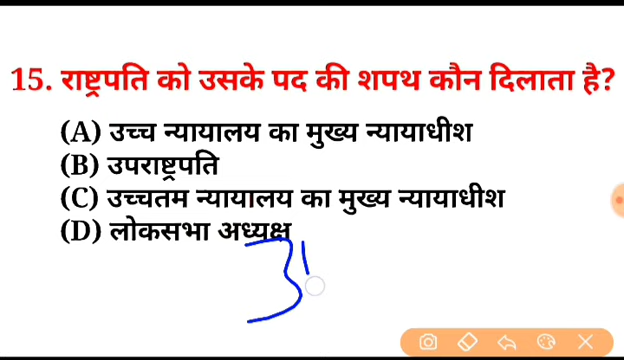 15. राष्ट्रपति को उसके पद की शपथ कौन दिलाता है?
(A) उच्च न्यायालय का मुख्य न्यायाधीश
(B) उपराष्ट्रपति
(C) उच्चतम न्यायालय का मुख्य न्यायाधीश
(D) लोकसभा अध्यक्ष